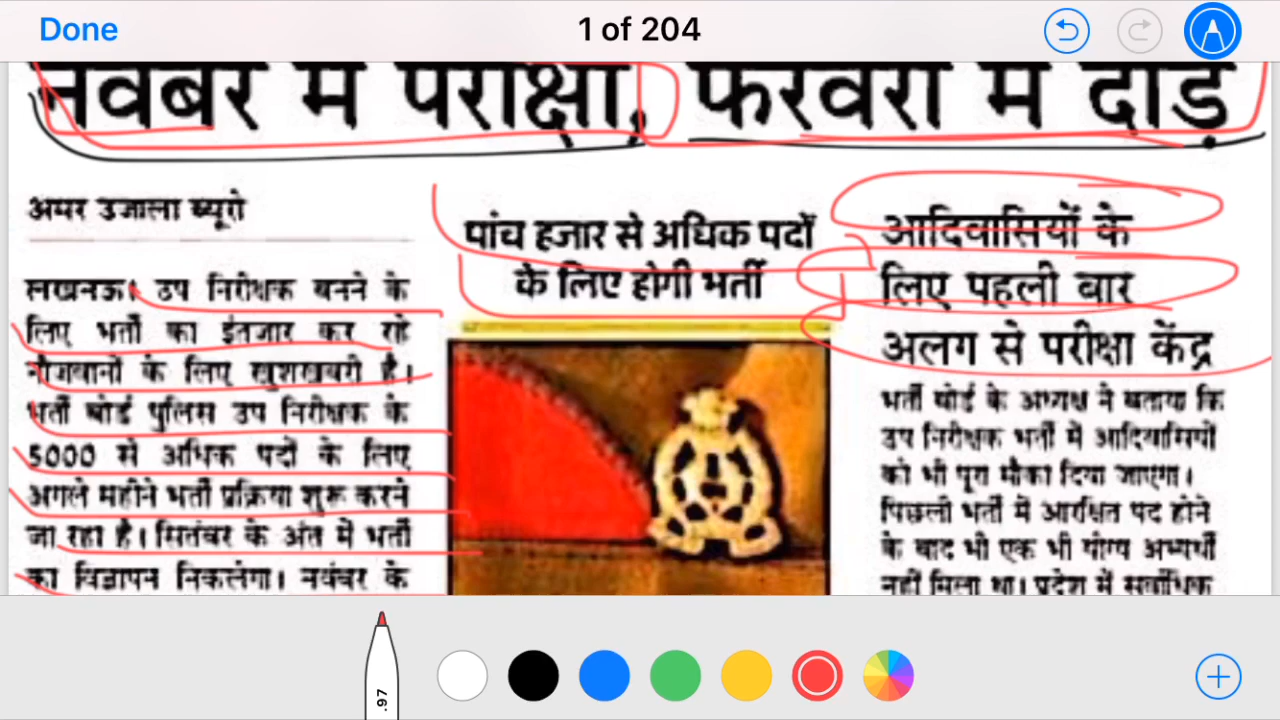 Done
1 of 204
नवंबर में परीक्षा, फरवरी में दौड़
अमर उजाला ब्यूरो
लखनऊ। उप निरीक्षक बनने के
लिए भर्ती का इंतजार कर रहे
नौजवानों के लिए खुशखबरी है।
भर्ती बोर्ड पुलिस उप निरीक्षक के
5000 से अधिक पदों के लिए
अगले महीने भर्ती प्रक्रिया शुरू करने
जा रहा है। सितंबर के अंत में भर्ती
का विज्ञापन निकलेगा। नवंबर के
पांच हजार से अधिक पदों
के लिए होगी भर्ती
आदिवासियों के
लिए पहली बार
अलग से परीक्षा केंद्र
भर्ती बोर्ड के अध्यक्ष ने बताया कि
उप निरीक्षक भर्ती में आदिवासियों
को भी पूरा मौका दिया जाएगा।
पिछली भर्ती में आरक्षित पद होने
के बाद भी एक भी योग्य अभ्यर्थी
नहीं मिला था। प्रदेश में सर्वाधिक
.97